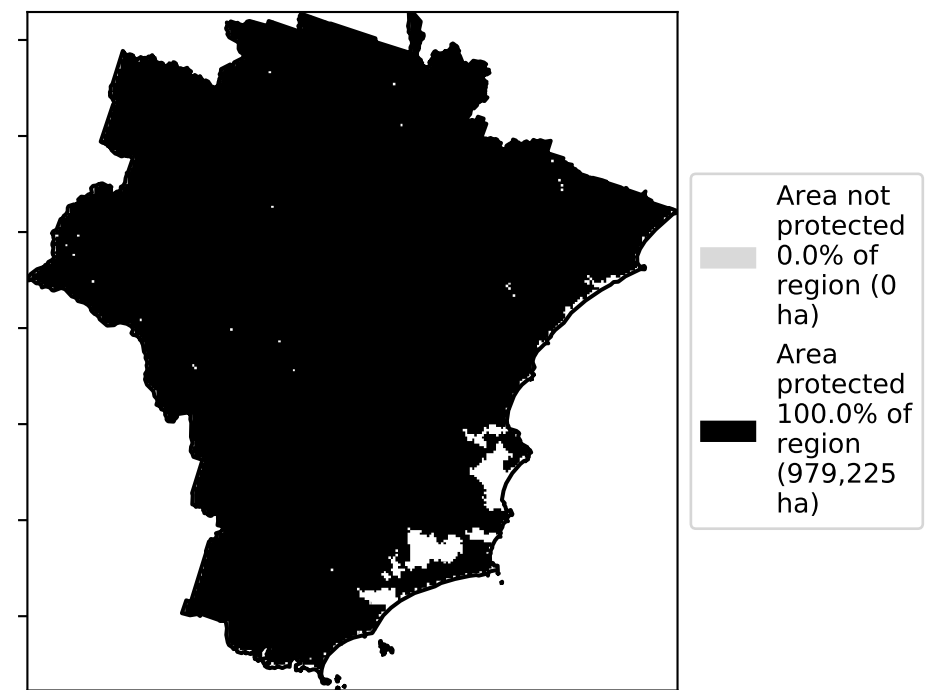 Area not
protected
0.0% of
region (0
ha)
Area
protected
100.0% of
region
(979,225
ha)